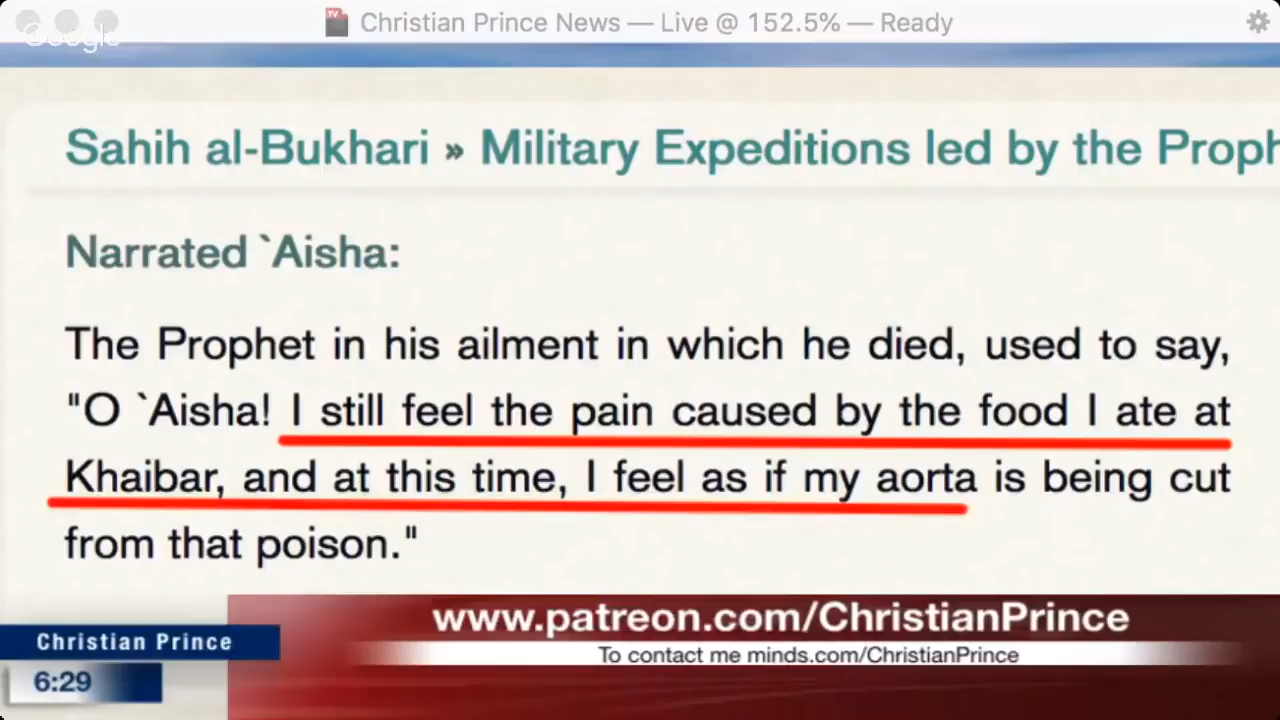 Christian Prince News — Live @ 152.5% — Ready
Google
Sahih al-Bukhari » Military Expeditions led by the Proph
Narrated `Aisha:
The Prophet in his ailment in which he died, used to say,
"O `Aisha! I still feel the pain caused by the food I ate at
Khaibar, and at this time, I feel as if my aorta is being cut
from that poison."
www.patreon.com/ChristianPrince
Christian Prince
To contact me minds.com/ChristianPrince
6:29